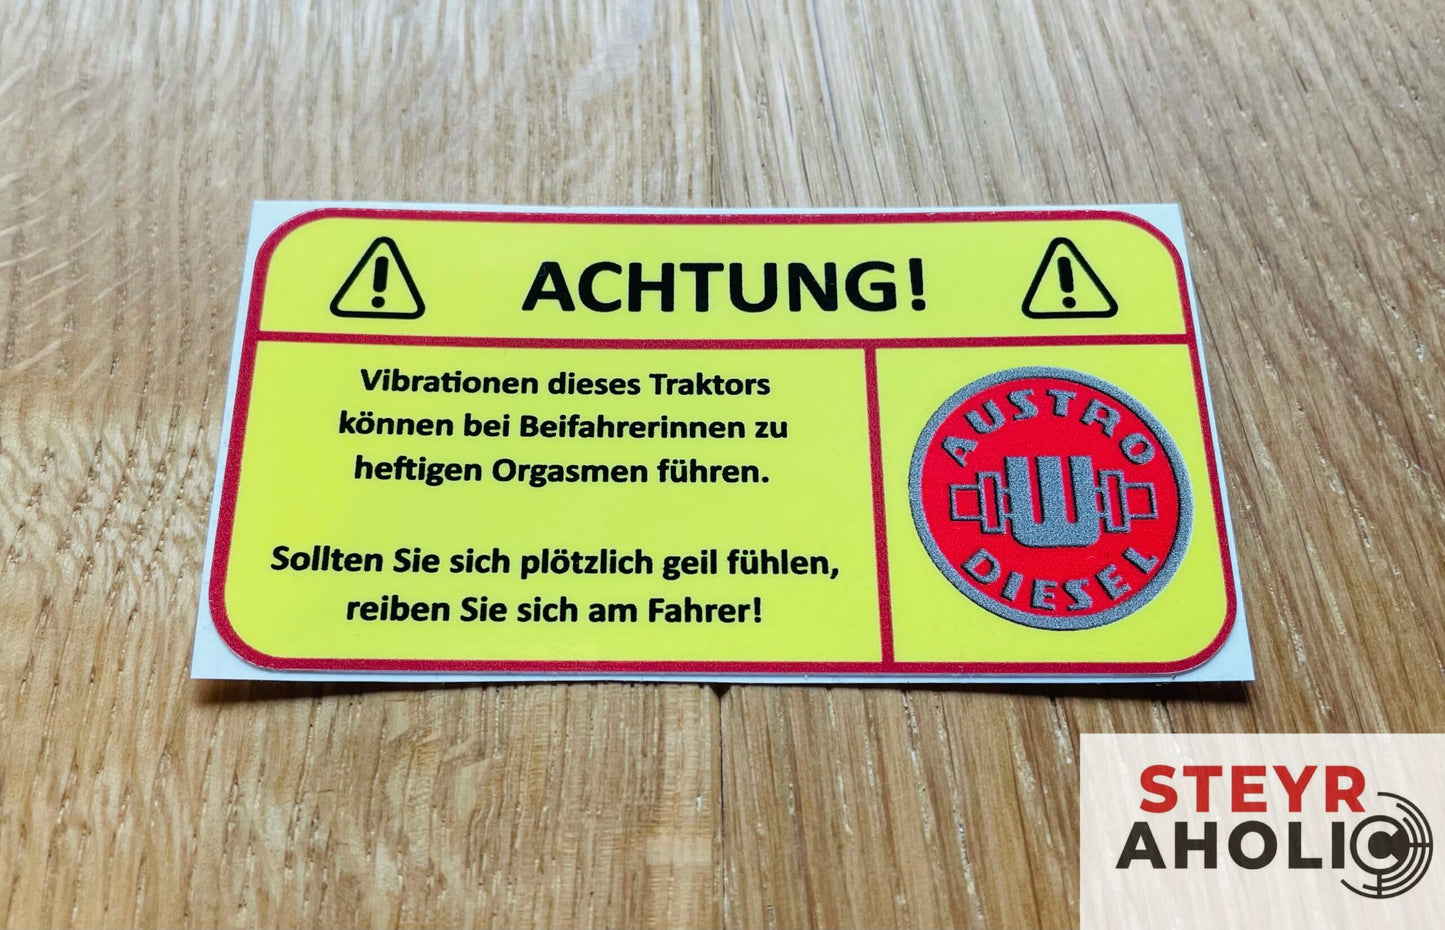 ACHTUNG!
Vibrationen dieses Traktors
können bei Beifahrerinnen zu
heftigen Orgasmen führen.
Sollten Sie sich plötzlich geil fühlen,
reiben Sie sich am Fahrer!
AUSTRO
W
DIESEL
STEYR
AHOLIC